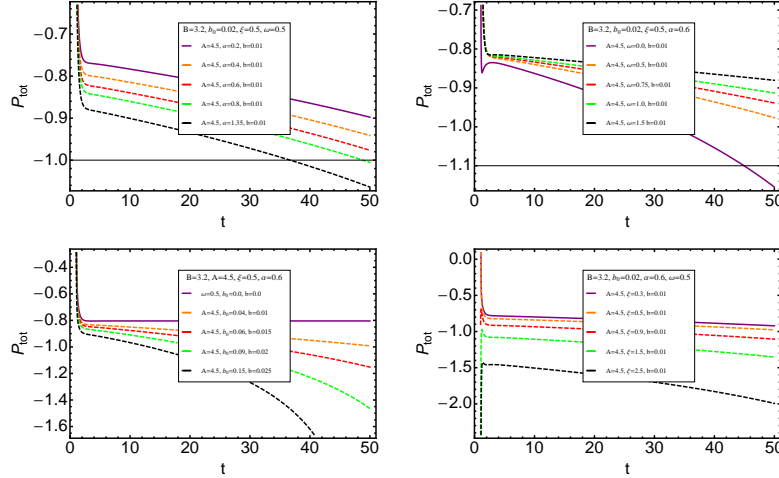 B=3.2, b₀=0.02, ξ=0.5, ω=0.5
A=4.5, α=0.2, b=0.01
A=4.5, α=0.4, b=0.01
A=4.5, α=0.6, b=0.01
A=4.5, α=0.8, b=0.01
A=4.5, α=1.35, b=0.01
-0.7
-0.8
-0.9
-1.0
0 10 20 30 40 50
t
P_tot
B=3.2, b₀=0.02, ξ=0.5, α=0.6
A=4.5, ω=0.0, b=0.01
A=4.5, ω=0.5, b=0.01
A=4.5, ω=0.75, b=0.01
A=4.5, ω=1.0, b=0.01
A=4.5, ω=1.5 b=0.01
-0.7
-0.8
-0.9
-1.0
-1.1
0 10 20 30 40 50
t
P_tot
B=3.2, A=4.5, ξ=0.5, α=0.6
ω=0.5, b₀=0.0, b=0.0
A=4.5, b₀=0.04, b=0.01
A=4.5, b₀=0.06, b=0.015
A=4.5, b₀=0.09, b=0.02
A=4.5, b₀=0.15, b=0.025
-0.4
-0.6
-0.8
-1.0
-1.2
-1.4
-1.6
0 10 20 30 40 50
t
P_tot
B=3.2, b₀=0.02, α=0.6, ω=0.5
A=4.5, ξ=0.3, b=0.01
A=4.5, ξ=0.5, b=0.01
A=4.5, ξ=0.9, b=0.01
A=4.5, ξ=1.5, b=0.01
A=4.5, ξ=2.5, b=0.01
0.0
-0.5
-1.0
-1.5
-2.0
0 10 20 30 40 50
t
P_tot